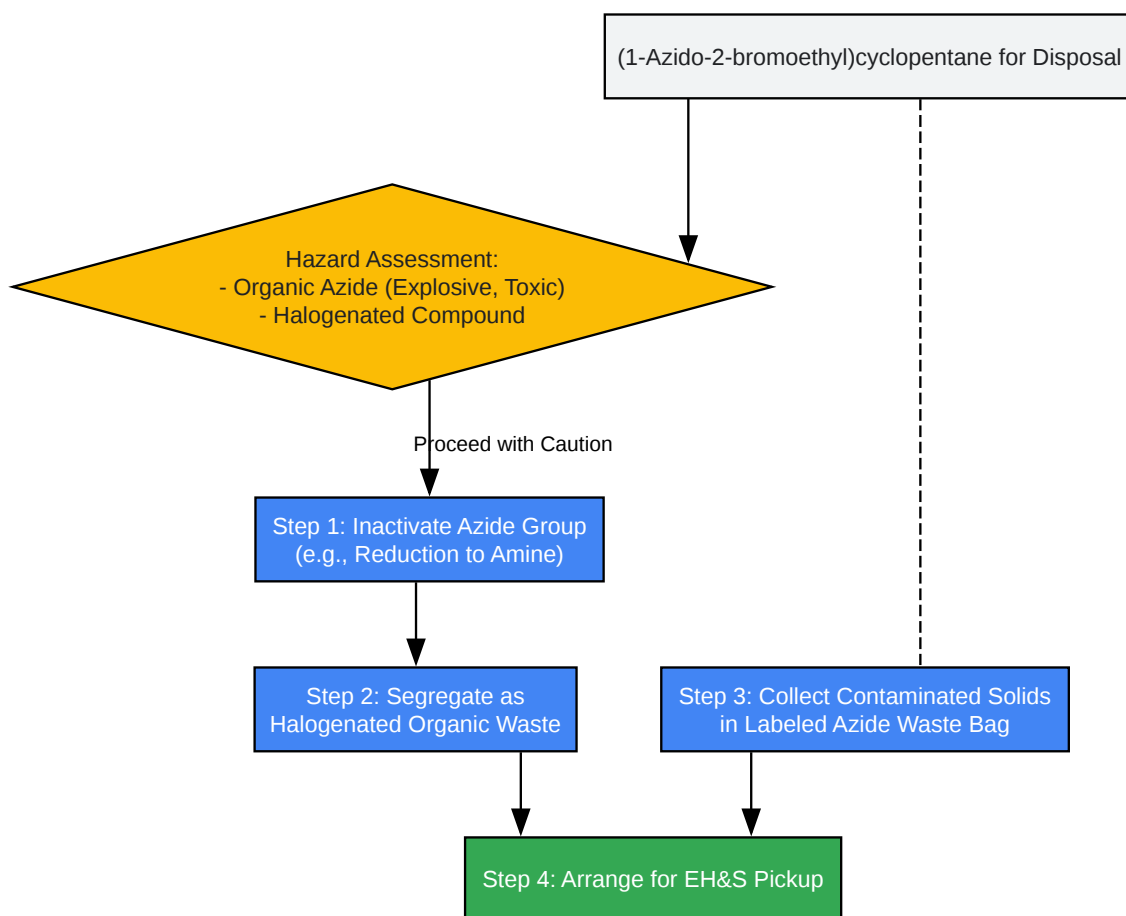 (1-Azido-2-bromoethyl)cyclopentane for Disposal
Hazard Assessment:
- Organic Azide (Explosive, Toxic)
- Halogenated Compound
Proceed with Caution
Step 1: Inactivate Azide Group
(e.g., Reduction to Amine)
Step 2: Segregate as
Halogenated Organic Waste
Step 3: Collect Contaminated Solids
in Labeled Azide Waste Bag
Step 4: Arrange for EH&S Pickup